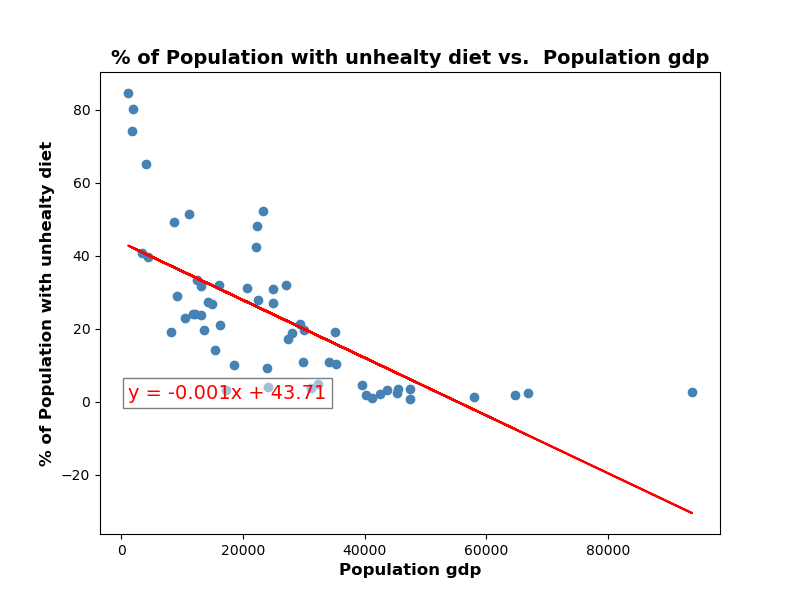 % of Population with unhealty diet vs.  Population gdp
% of Population with unhealty diet
80
60
40
20
0
−20
y = -0.001x + 43.71
0 20000 40000 60000 80000
Population gdp